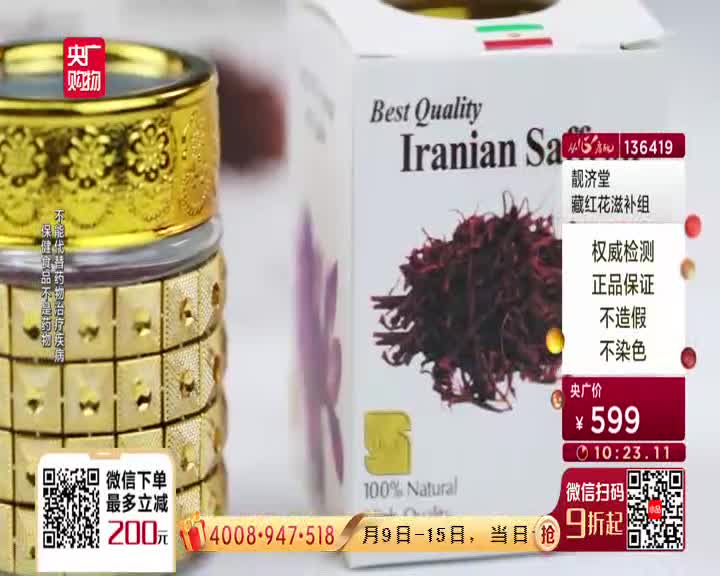 央广
购物
Best Quality
Iranian
100% Natural
不能代替药物治疗疾病
保健食品不是药物
136419
靓济堂
藏红花滋补组
权威检测
正品保证
不造假
不染色
央广价
¥ 599
10:23.11
微信下单
最多立减
200元
4008·947·518
月9日-15日，当日
抢
微信扫码
9折起